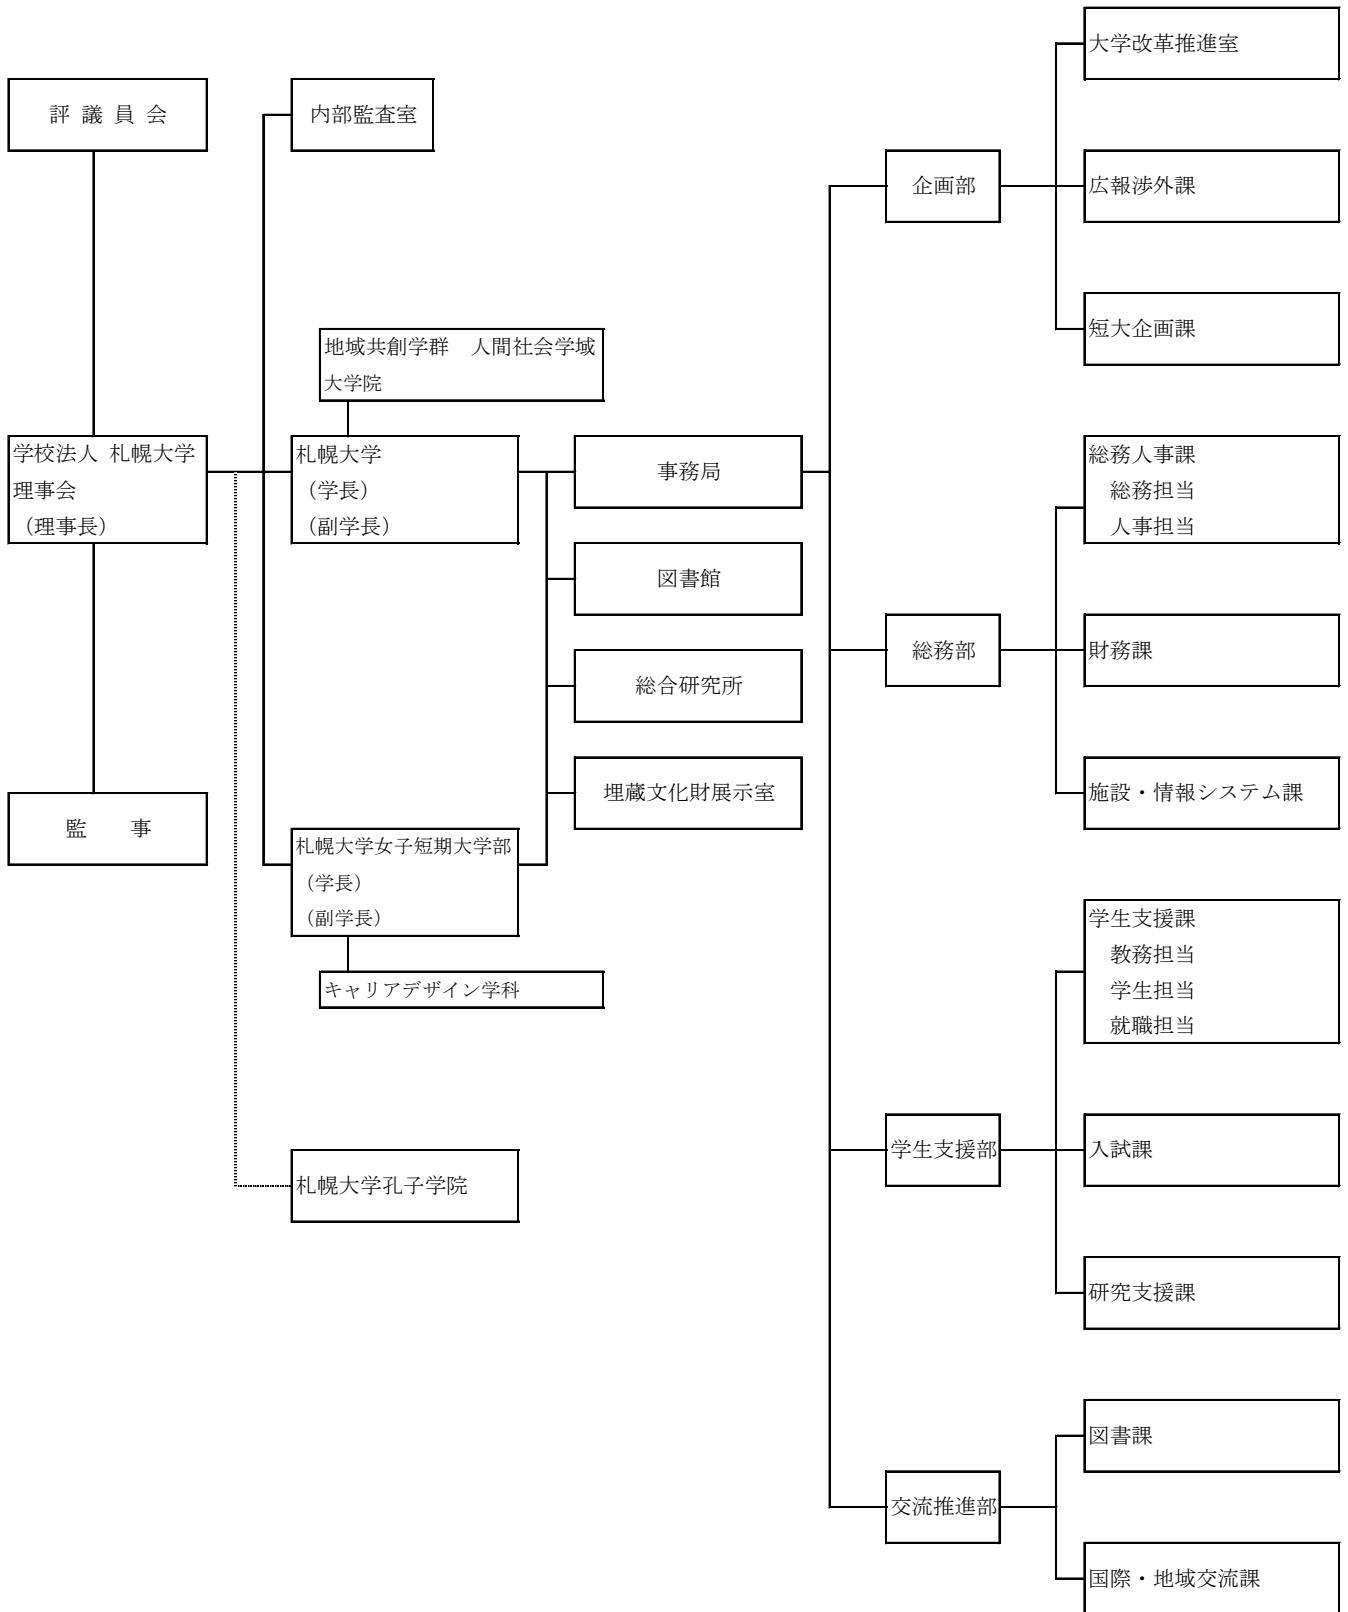 評 議 員 会
学校法人 札幌大学
理事会
（理事長）
監　　事
内部監査室
地域共創学群　人間社会学域
大学院
札幌大学
（学長）
（副学長）
札幌大学女子短期大学部
（学長）
（副学長）
キャリアデザイン学科
札幌大学孔子学院
事務局
図書館
総合研究所
埋蔵文化財展示室
企画部
大学改革推進室
広報渉外課
短大企画課
総務部
総務人事課
総務担当
人事担当
財務課
施設・情報システム課
学生支援部
学生支援課
教務担当
学生担当
就職担当
入試課
研究支援課
交流推進部
図書課
国際・地域交流課